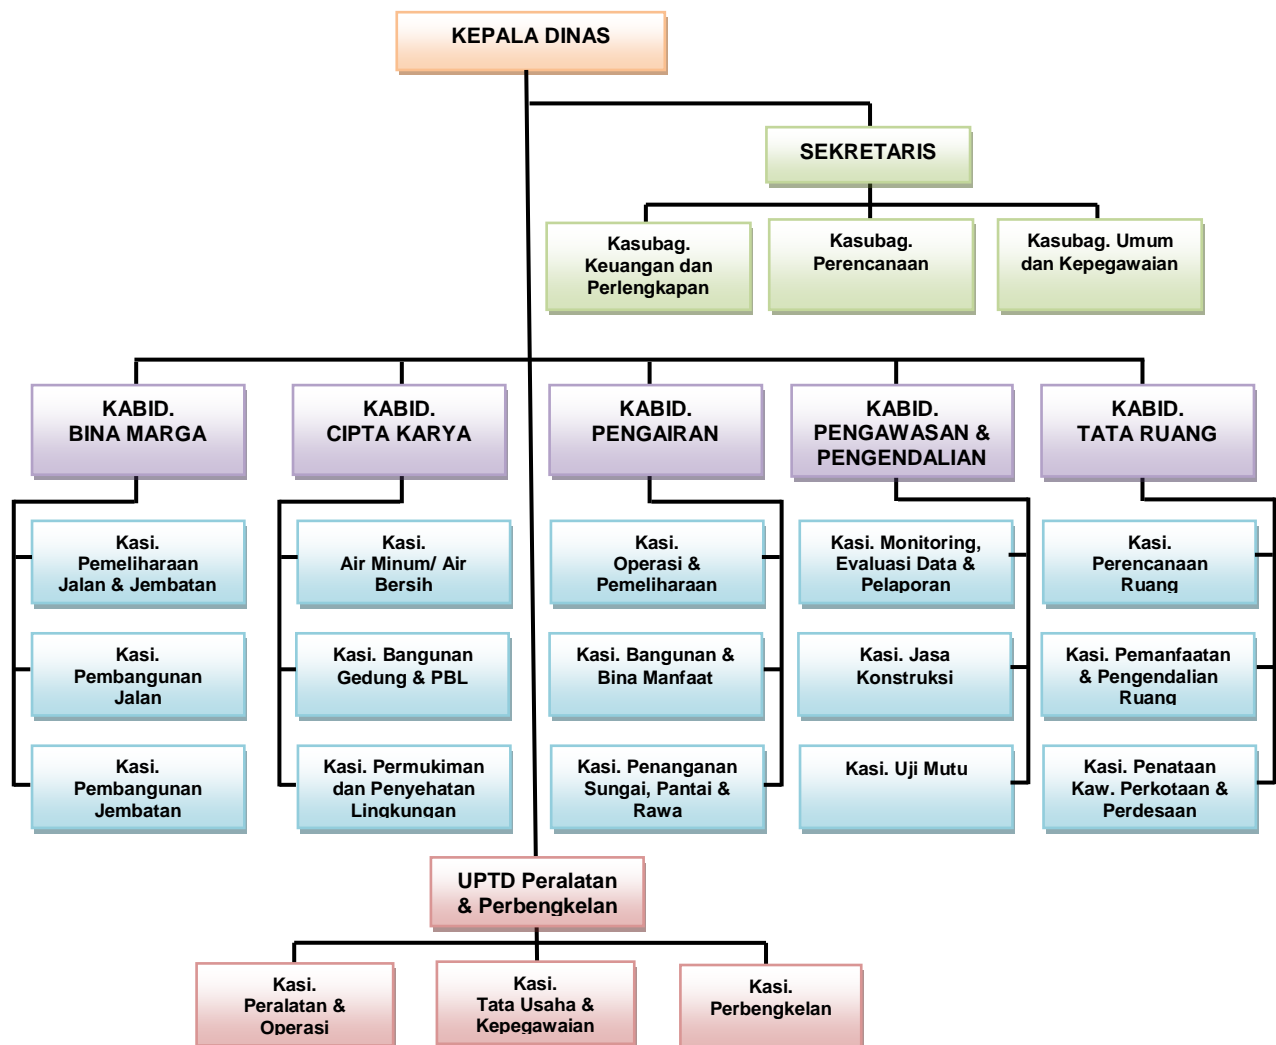 KEPALA DINAS
SEKRETARIS
Kasubag.
Keuangan dan
Perlengkapan
Kasubag.
Perencanaan
Kasubag. Umum
dan Kepegawaian
KABID.
BINA MARGA
KABID.
CIPTA KARYA
KABID.
PENGAIRAN
KABID.
PENGAWASAN &
PENGENDALIAN
KABID.
TATA RUANG
Kasi.
Pemeliharaan
Jalan & Jembatan
Kasi.
Air Minum/ Air
Bersih
Kasi.
Operasi &
Pemeliharaan
Kasi. Monitoring,
Evaluasi Data &
Pelaporan
Kasi.
Perencanaan
Ruang
Kasi.
Pembangunan
Jalan
Kasi. Bangunan
Gedung & PBL
Kasi. Bangunan &
Bina Manfaat
Kasi. Jasa
Konstruksi
Kasi. Pemanfaatan
& Pengendalian
Ruang
Kasi.
Pembangunan
Jembatan
Kasi. Permukiman
dan Penyehatan
Lingkungan
Kasi. Penanganan
Sungai, Pantai &
Rawa
Kasi. Uji Mutu
Kasi. Penataan
Kaw. Perkotaan &
Perdesaan
UPTD Peralatan
& Perbengkelan
Kasi.
Peralatan &
Operasi
Kasi.
Tata Usaha &
Kepegawaian
Kasi.
Perbengkelan